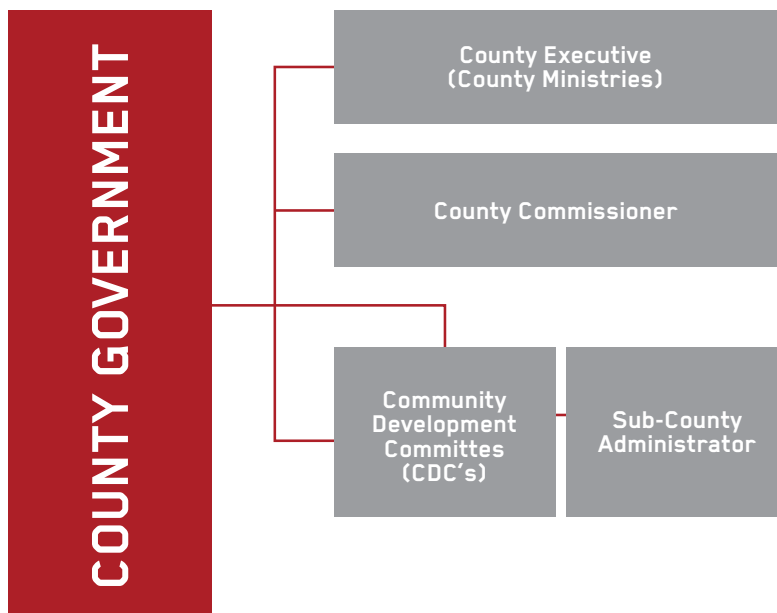 COUNTY GOVERNMENT
County Executive
(County Ministries)
County Commissioner
Community
Development
Committes
(CDC's)
Sub-County
Administrator